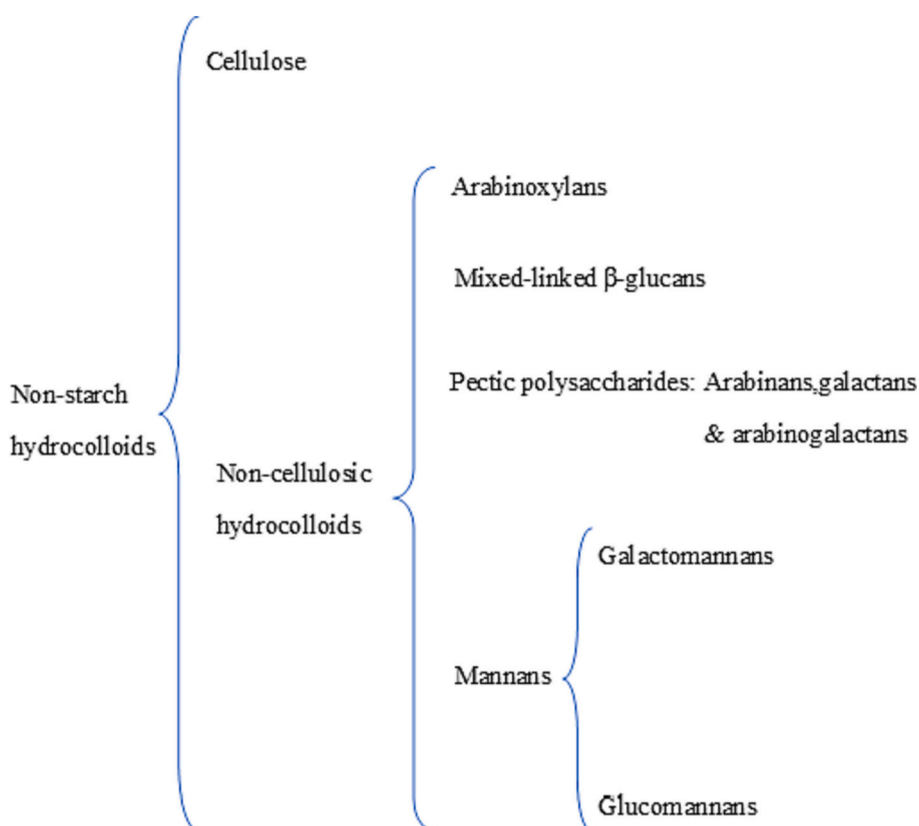 Cellulose
Arabinoxylans
Mixed-linked β-glucans
Pectic polysaccharides: Arabinans,galactans
& arabinogalactans
Non-starch
hydrocolloids
Non-cellulosic
hydrocolloids
Galactomannans
Mannans
Glucomannans